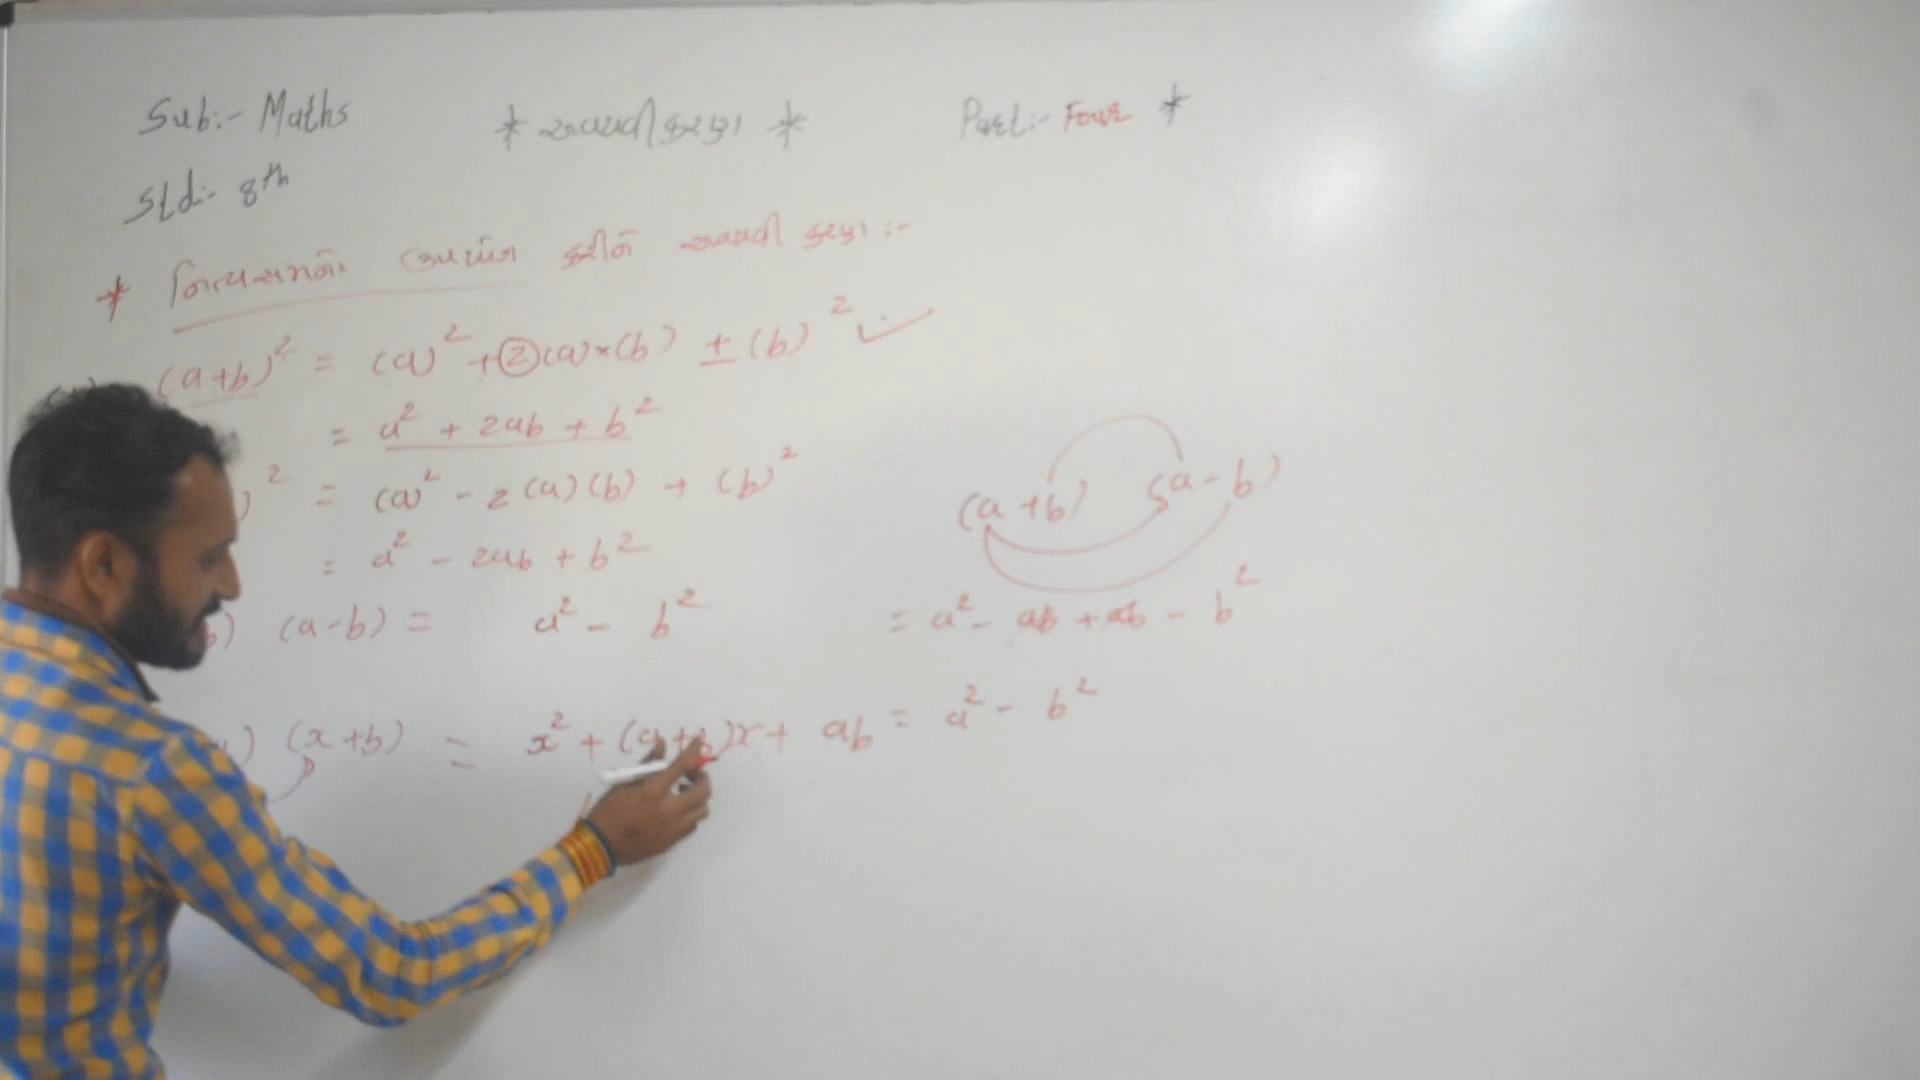 Sub:- Maths * અવયવીકરણ * Part:- Four *
Std:- 8th
* નિત્યસમનો ઉપયોગ કરીને અવયવીકરણ :-
(a+b)² = (a)² + 2(a)×(b) + (b)²
= a² + 2ab + b²
)² = (a)² - 2(a)(b) + (b)²
= a² - 2ab + b²
b) (a-b) = a² - b²
) (x+b) = x² + (a+b)x + ab
(a+b) (a-b)
= a² - ab + ab - b²
= a² - b²